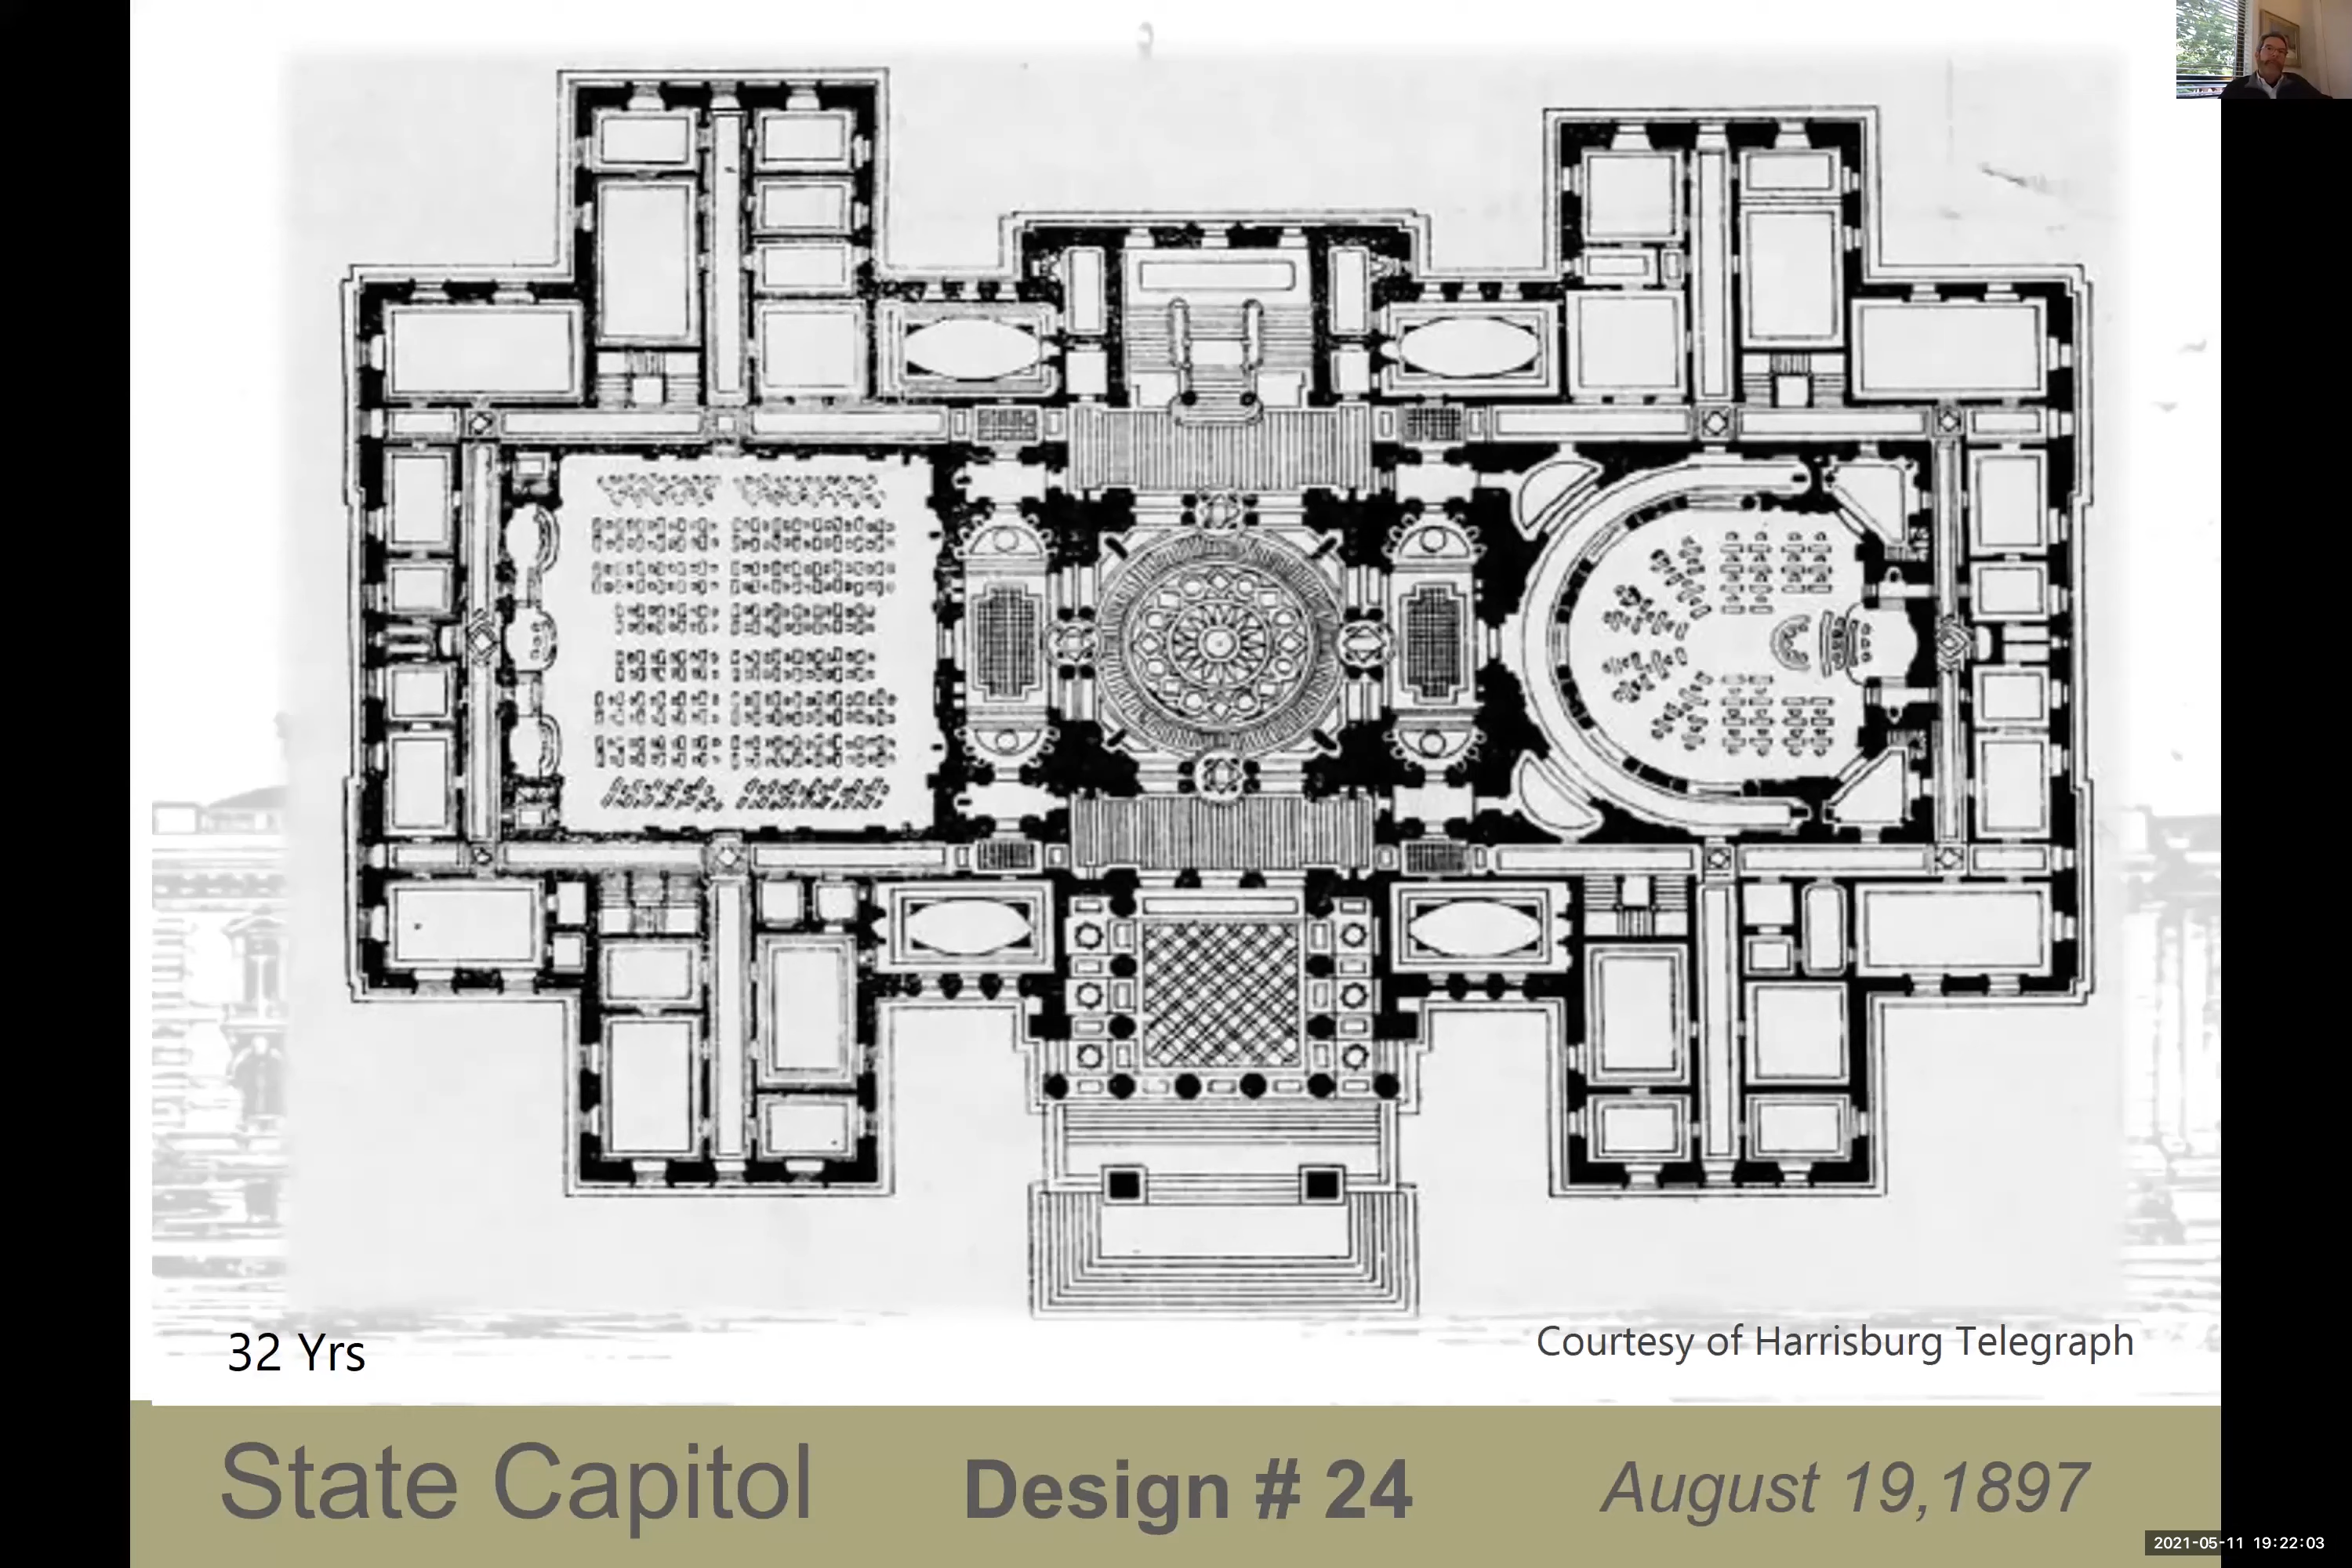 32 Yrs
Courtesy of Harrisburg Telegraph
State Capitol
Design # 24
August 19,1897
2021-05-11 19:22:03